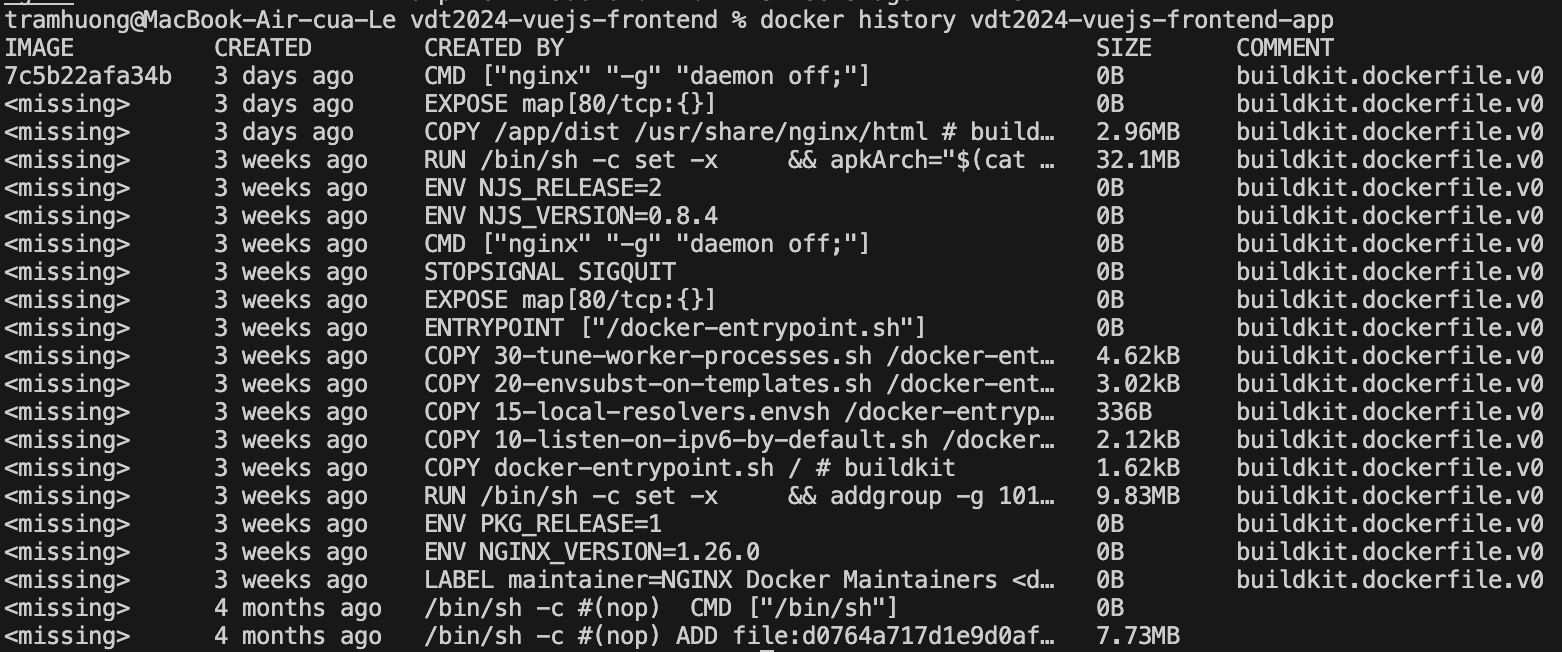 tramhuong@MacBook-Air-cua-Le vdt2024-vuejs-frontend % docker history vdt2024-vuejs-frontend-app
IMAGE CREATED CREATED BY SIZE COMMENT
7c5b22afa34b 3 days ago CMD ["nginx" "-g" "daemon off;"] 0B buildkit.dockerfile.v0
<missing> 3 days ago EXPOSE map[80/tcp:{}] 0B buildkit.dockerfile.v0
<missing> 3 days ago COPY /app/dist /usr/share/nginx/html # build… 2.96MB buildkit.dockerfile.v0
<missing> 3 weeks ago RUN /bin/sh -c set -x && apkArch="$(cat … 32.1MB buildkit.dockerfile.v0
<missing> 3 weeks ago ENV NJS_RELEASE=2 0B buildkit.dockerfile.v0
<missing> 3 weeks ago ENV NJS_VERSION=0.8.4 0B buildkit.dockerfile.v0
<missing> 3 weeks ago CMD ["nginx" "-g" "daemon off;"] 0B buildkit.dockerfile.v0
<missing> 3 weeks ago STOPSIGNAL SIGQUIT 0B buildkit.dockerfile.v0
<missing> 3 weeks ago EXPOSE map[80/tcp:{}] 0B buildkit.dockerfile.v0
<missing> 3 weeks ago ENTRYPOINT ["/docker-entrypoint.sh"] 0B buildkit.dockerfile.v0
<missing> 3 weeks ago COPY 30-tune-worker-processes.sh /docker-ent… 4.62kB buildkit.dockerfile.v0
<missing> 3 weeks ago COPY 20-envsubst-on-templates.sh /docker-ent… 3.02kB buildkit.dockerfile.v0
<missing> 3 weeks ago COPY 15-local-resolvers.envsh /docker-entryp… 336B buildkit.dockerfile.v0
<missing> 3 weeks ago COPY 10-listen-on-ipv6-by-default.sh /docker… 2.12kB buildkit.dockerfile.v0
<missing> 3 weeks ago COPY docker-entrypoint.sh / # buildkit 1.62kB buildkit.dockerfile.v0
<missing> 3 weeks ago RUN /bin/sh -c set -x && addgroup -g 101… 9.83MB buildkit.dockerfile.v0
<missing> 3 weeks ago ENV PKG_RELEASE=1 0B buildkit.dockerfile.v0
<missing> 3 weeks ago ENV NGINX_VERSION=1.26.0 0B buildkit.dockerfile.v0
<missing> 3 weeks ago LABEL maintainer=NGINX Docker Maintainers <d… 0B buildkit.dockerfile.v0
<missing> 4 months ago /bin/sh -c #(nop) CMD ["/bin/sh"] 0B
<missing> 4 months ago /bin/sh -c #(nop) ADD file:d0764a717d1e9d0af… 7.73MB